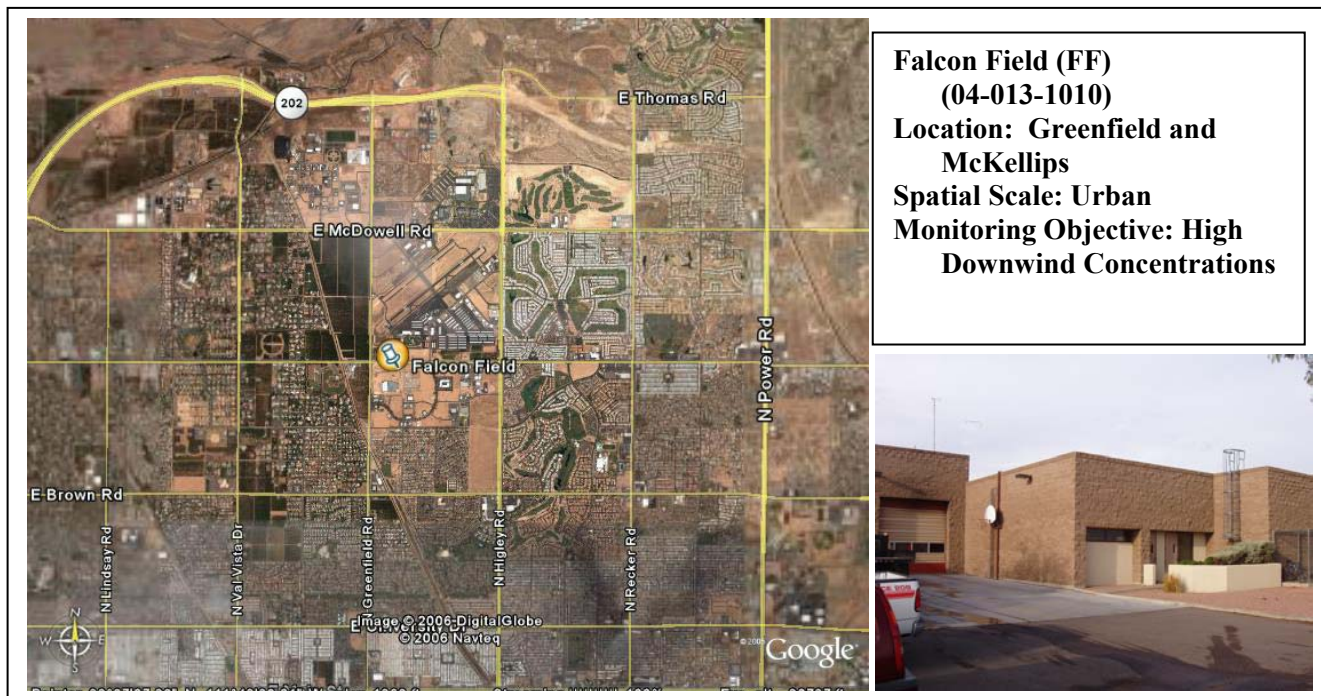 202
E Thomas Rd
E McDowell Rd
Falcon Field
N Power Rd
E Brown Rd
N Lindsay Rd
N Val Vista Dr
N Greenfield Rd
N Higley Rd
N Recker Rd
Image © 2006 DigitalGlobe
© 2006 Navteq
N
W E
S
© 2006 Google
Falcon Field (FF)
(04-013-1010)
Location: Greenfield and
McKellips
Spatial Scale: Urban
Monitoring Objective: High
Downwind Concentrations